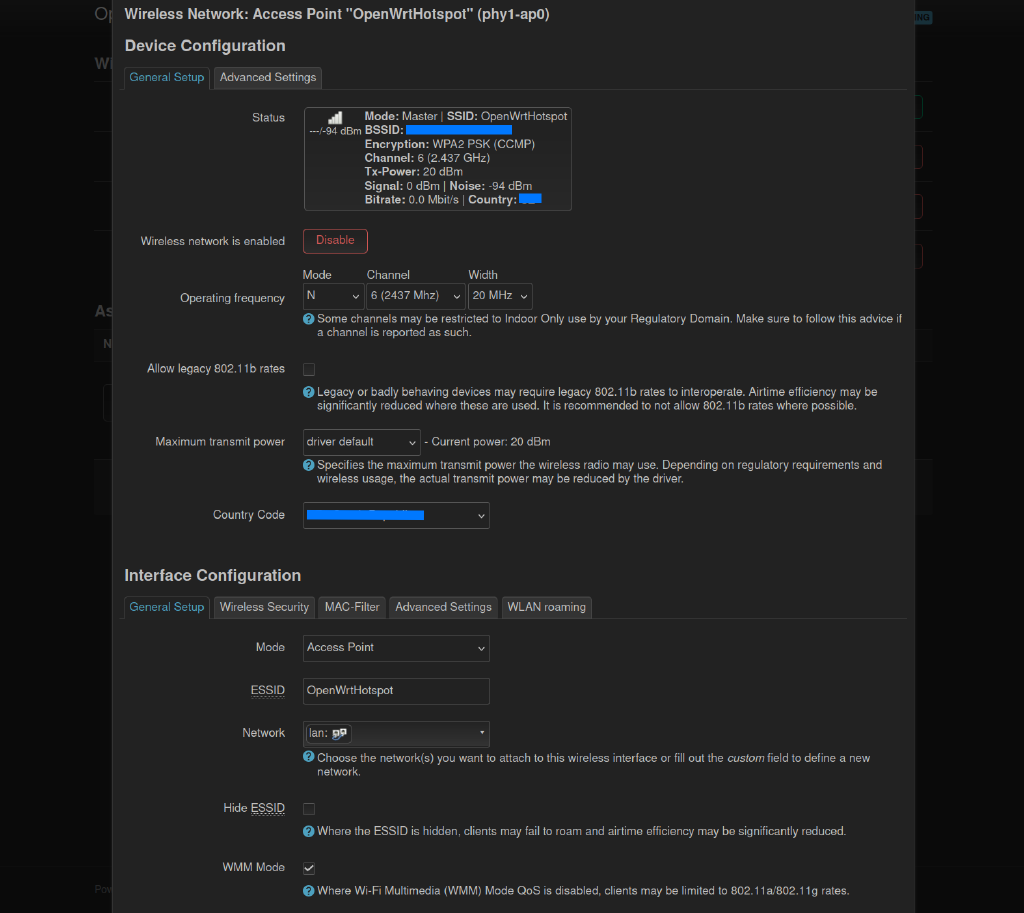 Wireless Network: Access Point "OpenWrtHotspot" (phy1-ap0)
Device Configuration
General Setup
Advanced Settings
Status
---/-94 dBm
Mode: Master | SSID: OpenWrtHotspot
BSSID:
Encryption: WPA2 PSK (CCMP)
Channel: 6 (2.437 GHz)
Tx-Power: 20 dBm
Signal: 0 dBm | Noise: -94 dBm
Bitrate: 0.0 Mbit/s | Country:
Wireless network is enabled
Disable
Mode
Channel
Width
Operating frequency
N
6 (2437 Mhz)
20 MHz
Some channels may be restricted to Indoor Only use by your Regulatory Domain. Make sure to follow this advice if
a channel is reported as such.
Allow legacy 802.11b rates
Legacy or badly behaving devices may require legacy 802.11b rates to interoperate. Airtime efficiency may be
significantly reduced where these are used. It is recommended to not allow 802.11b rates where possible.
Maximum transmit power
driver default
- Current power: 20 dBm
Specifies the maximum transmit power the wireless radio may use. Depending on regulatory requirements and
wireless usage, the actual transmit power may be reduced by the driver.
Country Code
Interface Configuration
General Setup
Wireless Security
MAC-Filter
Advanced Settings
WLAN roaming
Mode
Access Point
ESSID
OpenWrtHotspot
Network
lan:
Choose the network(s) you want to attach to this wireless interface or fill out the custom field to define a new
network.
Hide ESSID
Where the ESSID is hidden, clients may fail to roam and airtime efficiency may be significantly reduced.
WMM Mode
Where Wi-Fi Multimedia (WMM) Mode QoS is disabled, clients may be limited to 802.11a/802.11g rates.